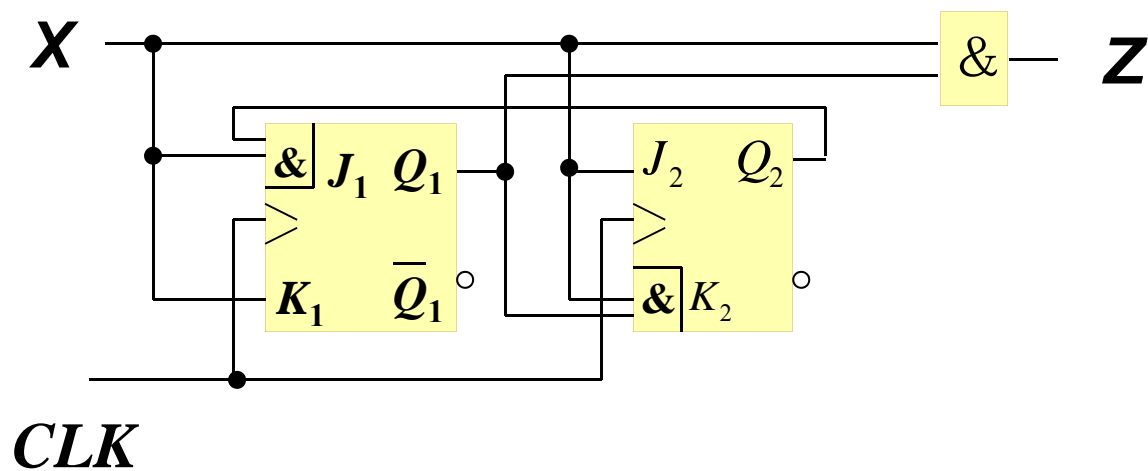 X & Z
& J₁ Q₁ J₂ Q₂
K₁ Q̅₁ & K₂
CLK